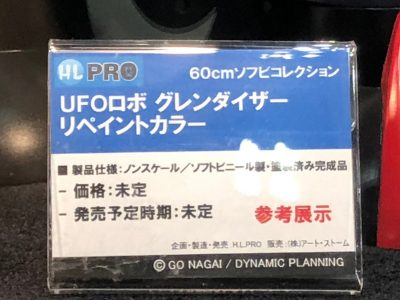 HL PRO
60cmソフビコレクション
UFOロボ グレンダイザー
リペイントカラー
■ 製品仕様：ノンスケール／ソフトビニール製・塗装済み完成品
- 価格：未定
- 発売予定時期：未定
参考展示
企画・製造・発売 H.L.PRO 販売：(株)アート・ストーム
© GO NAGAI / DYNAMIC PLANNING